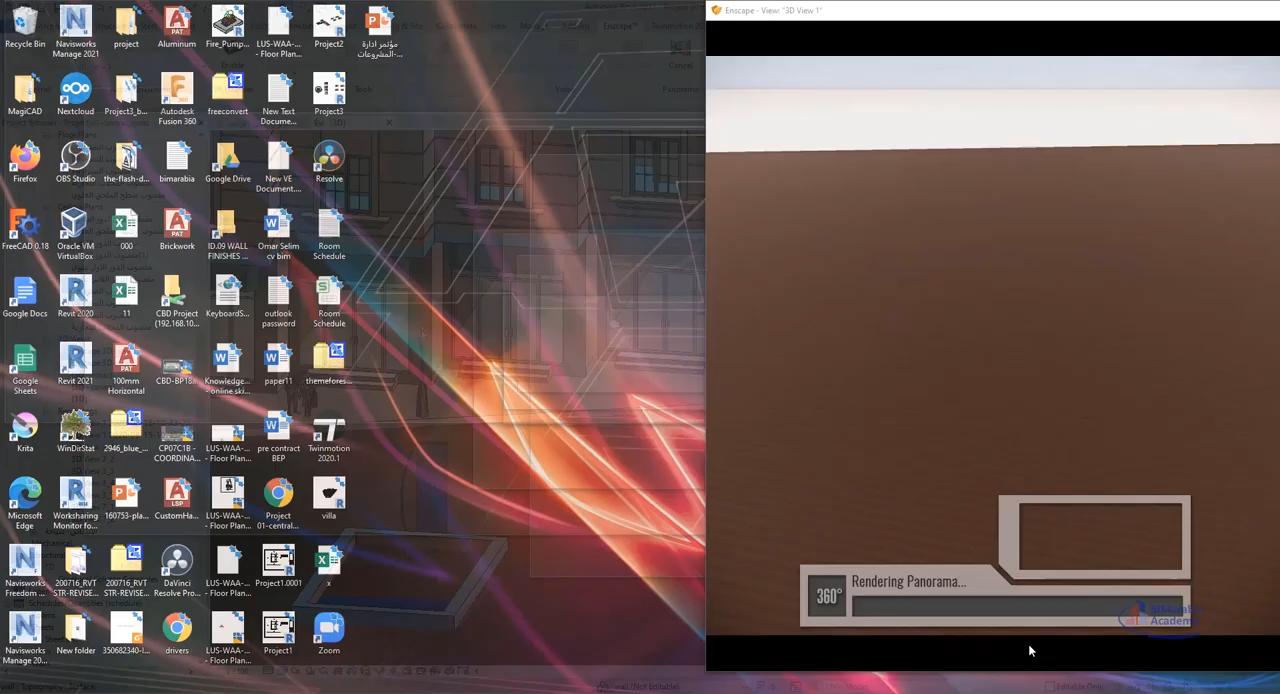 Enscape - View: "3D View 1"
Recycle Bin
Navisworks
Manage 2021
project
Aluminum
Fire_Pump...
LUS-WAA-...
- Floor Plan...
Project2
مؤتمر ادارة
المشروعات-...
MagiCAD
Nextcloud
Project3_b...
Autodesk
Fusion 360
freeconvert
New Text
Docume...
Project3
Firefox
OBS Studio
the-flash-d...
bimarabia
Google Drive
New VE
Document....
Resolve
FreeCAD 0.18
Oracle VM
VirtualBox
000
Brickwork
ID.09 WALL
FINISHES ...
Omar Selim
cv bim
Room
Schedule
Google Docs
Revit 2020
11
CBD Project
(192.168.10...
KeyboardS...
outlook
password
Room
Schedule
Google
Sheets
Revit 2021
100mm
Horizontal
CBD-BP18...
Knowledge...
- online ski...
paper11
themefores...
Krita
WinDirStat
2946_blue_...
CP07C1B -
COORDINA...
LUS-WAA-...
- Floor Plan...
pre contract
BEP
Twinmotion
2020.1
Microsoft
Edge
Worksharing
Monitor fo...
160753-pla...
CustomHa...
LUS-WAA-...
- Floor Plan...
Project
01-central...
villa
Navisworks
Freedom ...
200716_RVT
STR-REVISE...
200716_RVT
STR-REVISE...
DaVinci
Resolve Pro...
LUS-WAA-...
- Floor Plan...
Project1.0001
x
Navisworks
Manage 20...
New folder
350682340-I...
drivers
LUS-WAA-...
- Floor Plan...
Project1
Zoom
360°
Rendering Panorama...
Academy